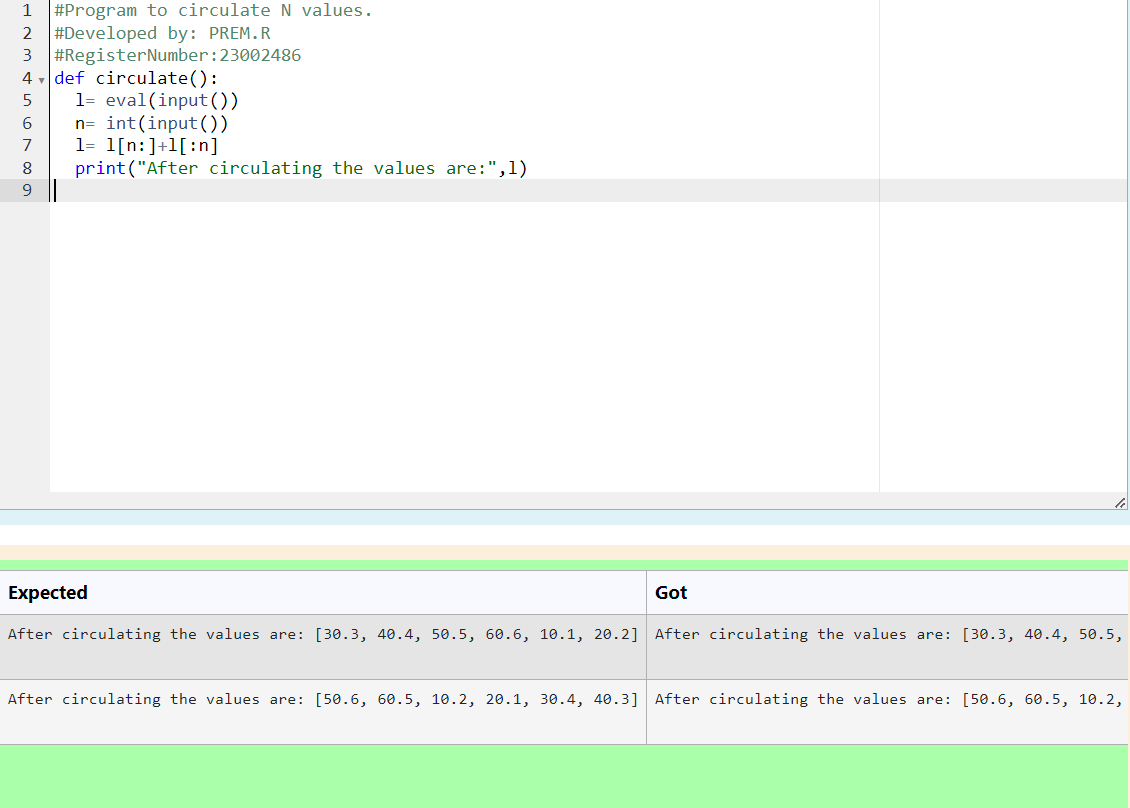 1 #Program to circulate N values.
2 #Developed by: PREM.R
3 #RegisterNumber:23002486
4 def circulate():
5   l= eval(input())
6   n= int(input())
7   l= l[n:]+l[:n]
8   print("After circulating the values are:",l)
9
Expected Got
After circulating the values are: [30.3, 40.4, 50.5, 60.6, 10.1, 20.2] After circulating the values are: [30.3, 40.4, 50.5,
After circulating the values are: [50.6, 60.5, 10.2, 20.1, 30.4, 40.3] After circulating the values are: [50.6, 60.5, 10.2,